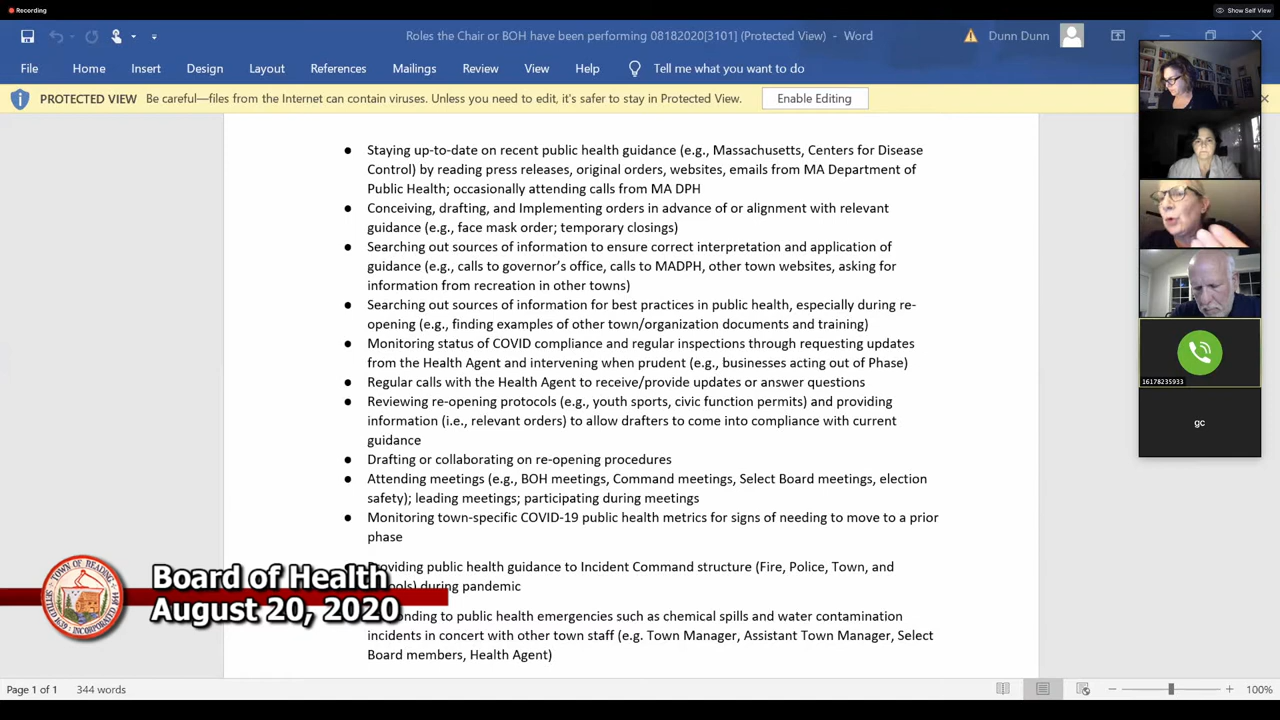 Recording
Show Self View
Roles the Chair or BOH have been performing 08182020[3101] (Protected View) - Word
Dunn Dunn
File Home Insert Design Layout References Mailings Review View Help Tell me what you want to do
PROTECTED VIEW Be careful—files from the Internet can contain viruses. Unless you need to edit, it's safer to stay in Protected View. Enable Editing
● Staying up-to-date on recent public health guidance (e.g., Massachusetts, Centers for Disease
Control) by reading press releases, original orders, websites, emails from MA Department of
Public Health; occasionally attending calls from MA DPH
● Conceiving, drafting, and Implementing orders in advance of or alignment with relevant
guidance (e.g., face mask order; temporary closings)
● Searching out sources of information to ensure correct interpretation and application of
guidance (e.g., calls to governor's office, calls to MADPH, other town websites, asking for
information from recreation in other towns)
● Searching out sources of information for best practices in public health, especially during re-
opening (e.g., finding examples of other town/organization documents and training)
● Monitoring status of COVID compliance and regular inspections through requesting updates
from the Health Agent and intervening when prudent (e.g., businesses acting out of Phase)
● Regular calls with the Health Agent to receive/provide updates or answer questions
● Reviewing re-opening protocols (e.g., youth sports, civic function permits) and providing
information (i.e., relevant orders) to allow drafters to come into compliance with current
guidance
● Drafting or collaborating on re-opening procedures
● Attending meetings (e.g., BOH meetings, Command meetings, Select Board meetings, election
safety); leading meetings; participating during meetings
● Monitoring town-specific COVID-19 public health metrics for signs of needing to move to a prior
phase
Providing public health guidance to Incident Command structure (Fire, Police, Town, and
during pandemic
to public health emergencies such as chemical spills and water contamination
incidents in concert with other town staff (e.g. Town Manager, Assistant Town Manager, Select
Board members, Health Agent)
16178235933
gc
TOWN OF READING
SETTLED 1639 INCORPORATED 1644
Board of Health
August 20, 2020
Page 1 of 1 344 words
100%